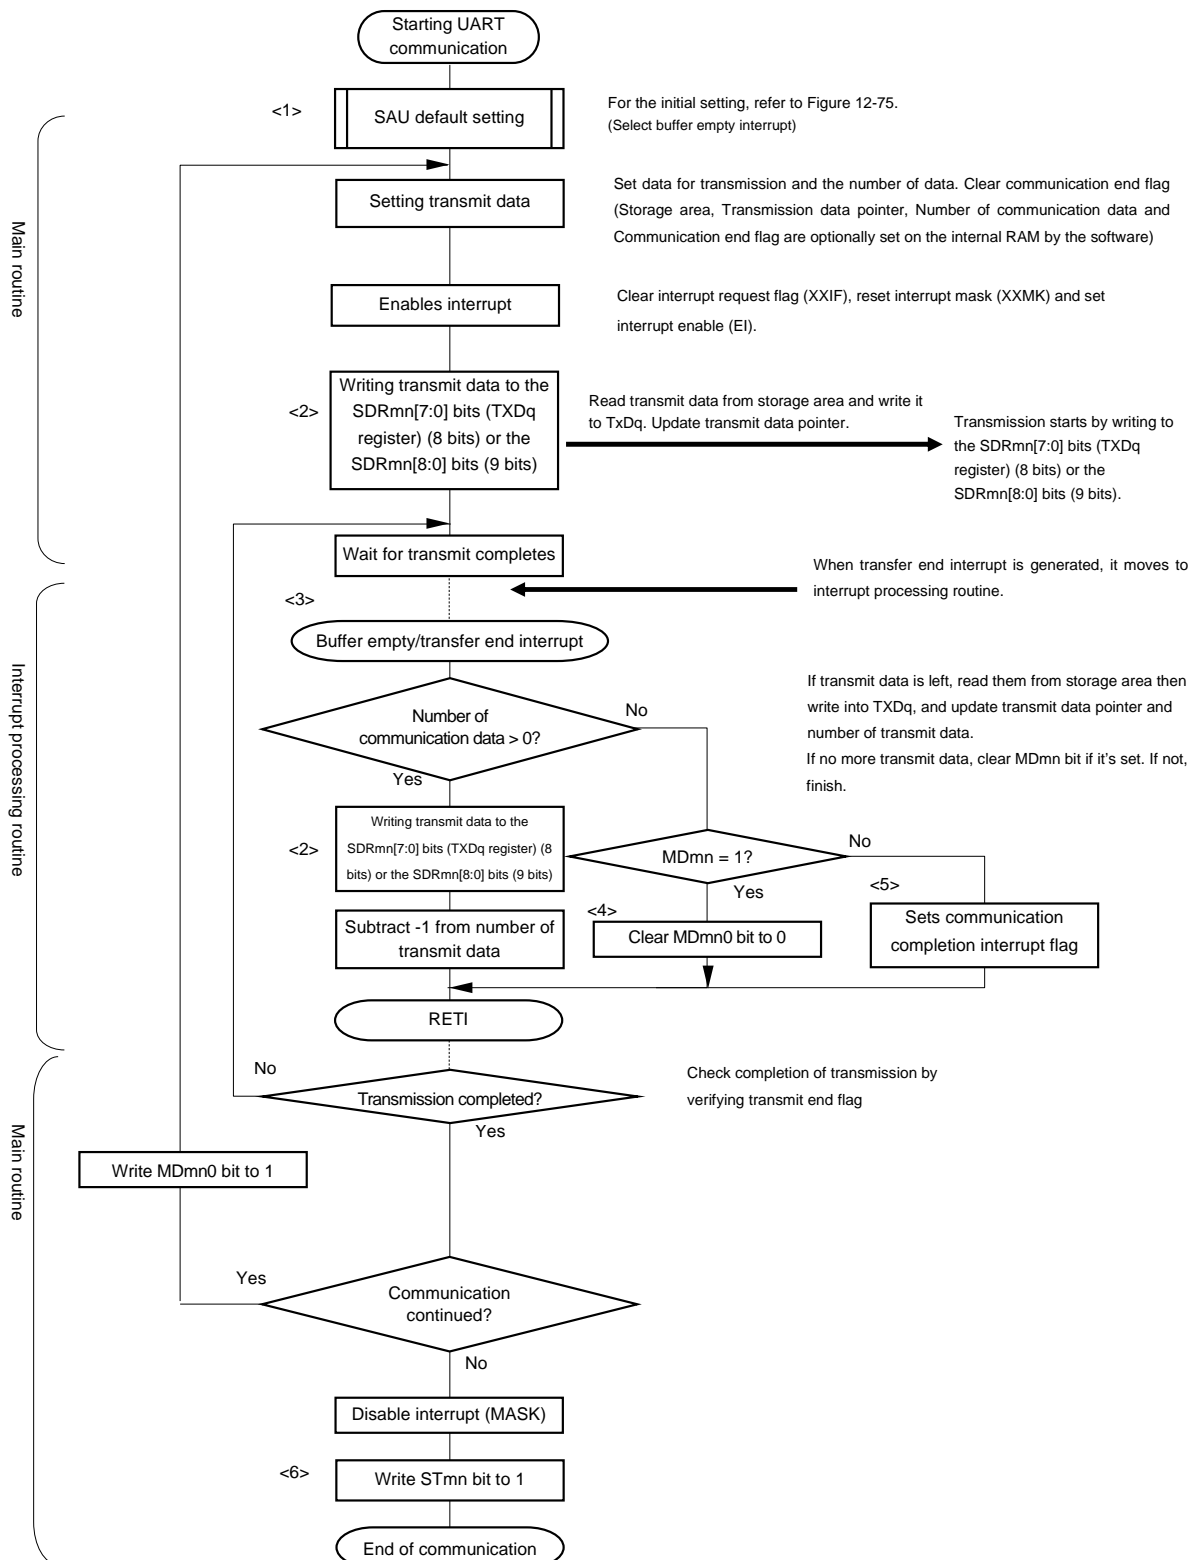 Starting UART
communication
<1>
SAU default setting
For the initial setting, refer to Figure 12-75.
(Select buffer empty interrupt)
Main routine
Setting transmit data
Set data for transmission and the number of data. Clear communication end flag
(Storage area, Transmission data pointer, Number of communication data and
Communication end flag are optionally set on the internal RAM by the software)
Enables interrupt
Clear interrupt request flag (XXIF), reset interrupt mask (XXMK) and set
interrupt enable (EI).
<2>
Writing transmit data to the
SDRmn[7:0] bits (TXDq
register) (8 bits) or the
SDRmn[8:0] bits (9 bits)
Read transmit data from storage area and write it
to TxDq. Update transmit data pointer.
Transmission starts by writing to
the SDRmn[7:0] bits (TXDq
register) (8 bits) or the
SDRmn[8:0] bits (9 bits).
Wait for transmit completes
When transfer end interrupt is generated, it moves to
interrupt processing routine.
<3>
Buffer empty/transfer end interrupt
Interrupt processing routine
Number of
communication data > 0?
No
Yes
If transmit data is left, read them from storage area then
write into TXDq, and update transmit data pointer and
number of transmit data.
If no more transmit data, clear MDmn bit if it's set. If not,
finish.
<2>
Writing transmit data to the
SDRmn[7:0] bits (TXDq register) (8
bits) or the SDRmn[8:0] bits (9 bits)
MDmn = 1?
No
Yes
<4>
Clear MDmn0 bit to 0
<5>
Sets communication
completion interrupt flag
Subtract -1 from number of
transmit data
RETI
No
Transmission completed?
Yes
Check completion of transmission by
verifying transmit end flag
Main routine
Write MDmn0 bit to 1
Yes
Communication
continued?
No
Disable interrupt (MASK)
<6>
Write STmn bit to 1
End of communication